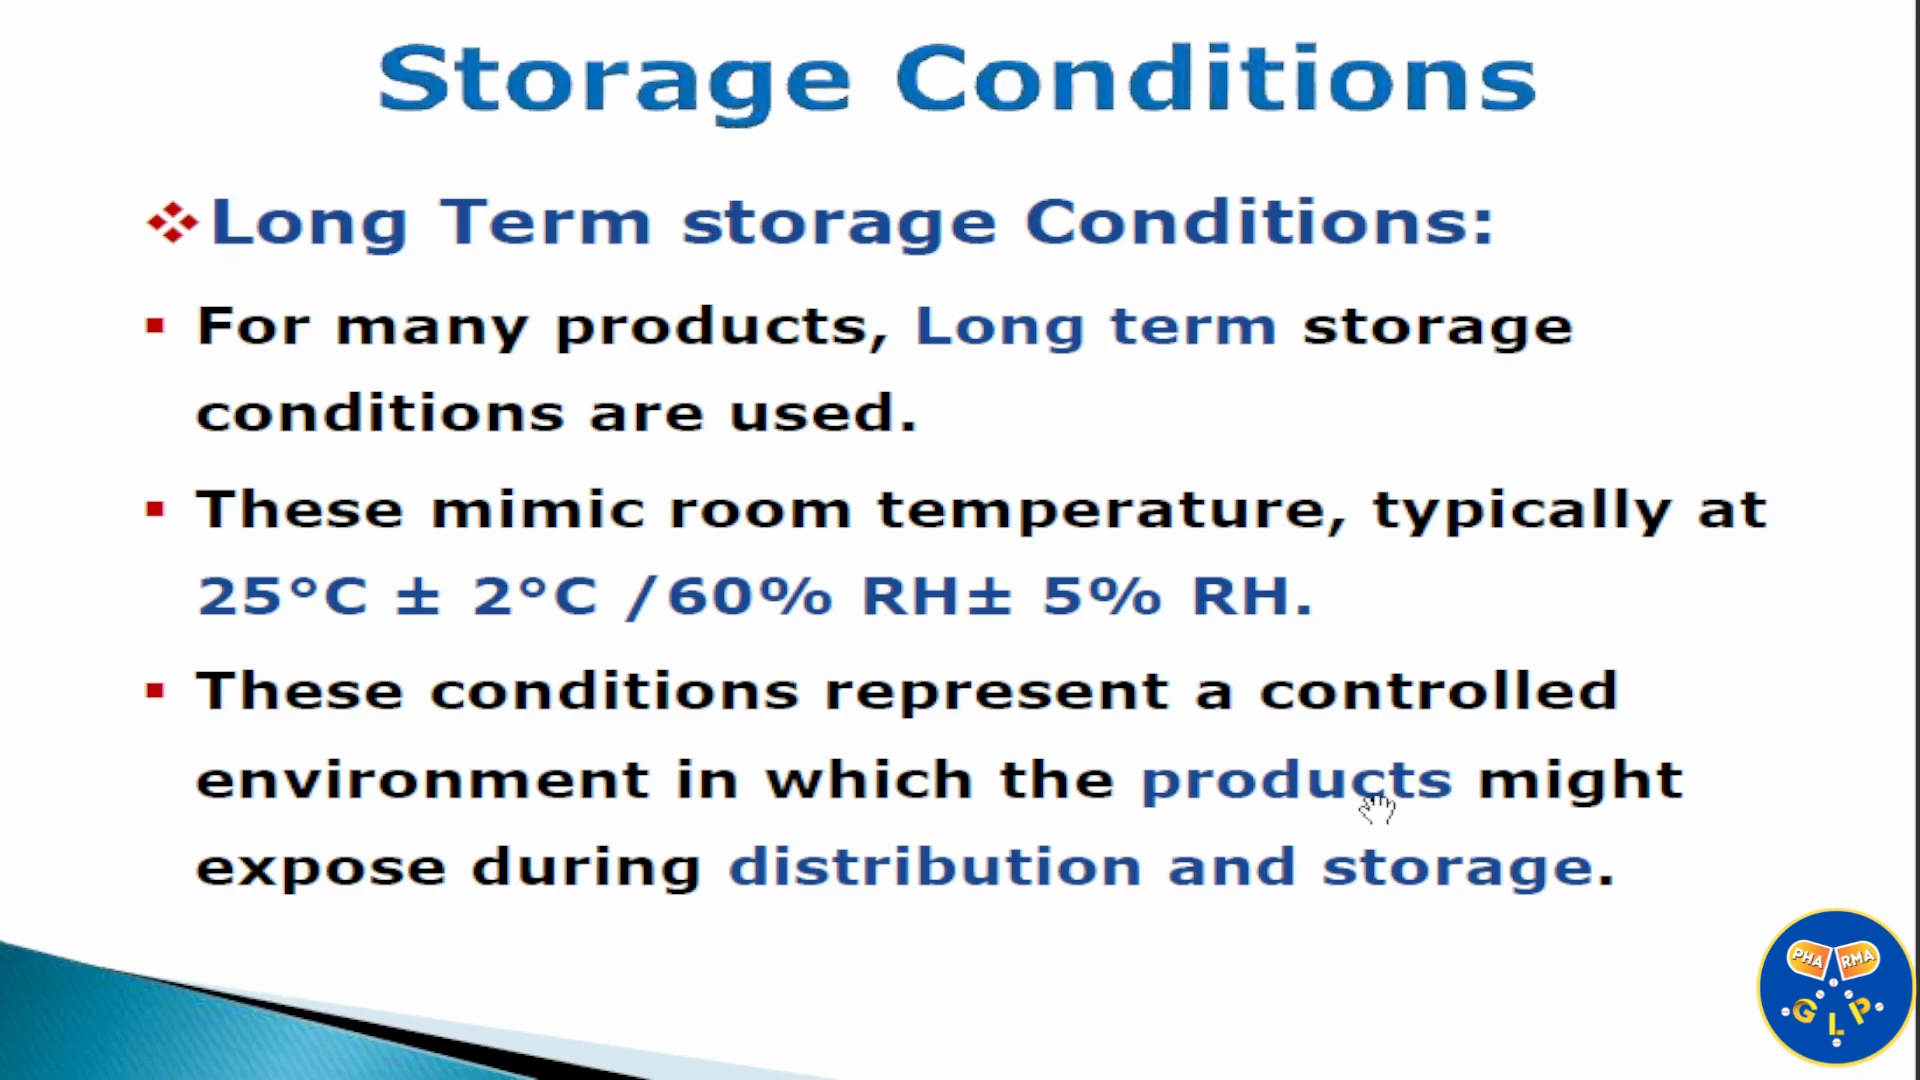 Storage Conditions
❖Long Term storage Conditions:
▪ For many products, Long term storage
conditions are used.
▪ These mimic room temperature, typically at
25°C ± 2°C /60% RH± 5% RH.
▪ These conditions represent a controlled
environment in which the products might
expose during distribution and storage.
PHARMA
GLP